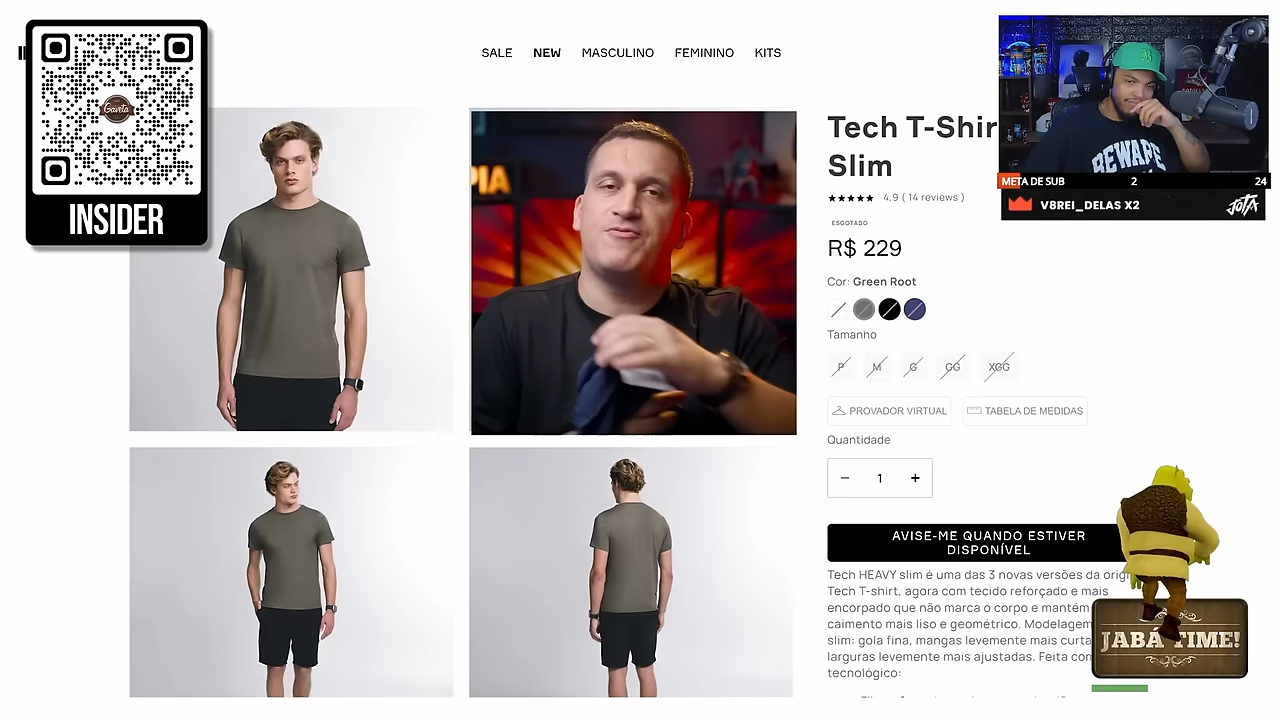 Gaveta
INSIDER
SALE NEW MASCULINO FEMININO KITS
PIA
Tech T-Shir
Slim
4.9 ( 14 reviews )
ESGOTADO
R$ 229
Cor: Green Root
Tamanho
P M G GG XGG
PROVADOR VIRTUAL TABELA DE MEDIDAS
Quantidade
− 1 +
AVISE-ME QUANDO ESTIVER
DISPONÍVEL
Tech HEAVY slim é uma das 3 novas versões da orig
Tech T-shirt, agora com tecido reforçado e mais
encorpado que não marca o corpo e mantém
caimento mais liso e geométrico. Modelagem
slim: gola fina, mangas levemente mais curta
larguras levemente mais ajustadas. Feita com
tecnológico:
BEWARE
META DE SUB 2 24
V8REI_DELAS X2
JOTA
JABÁ TIME!